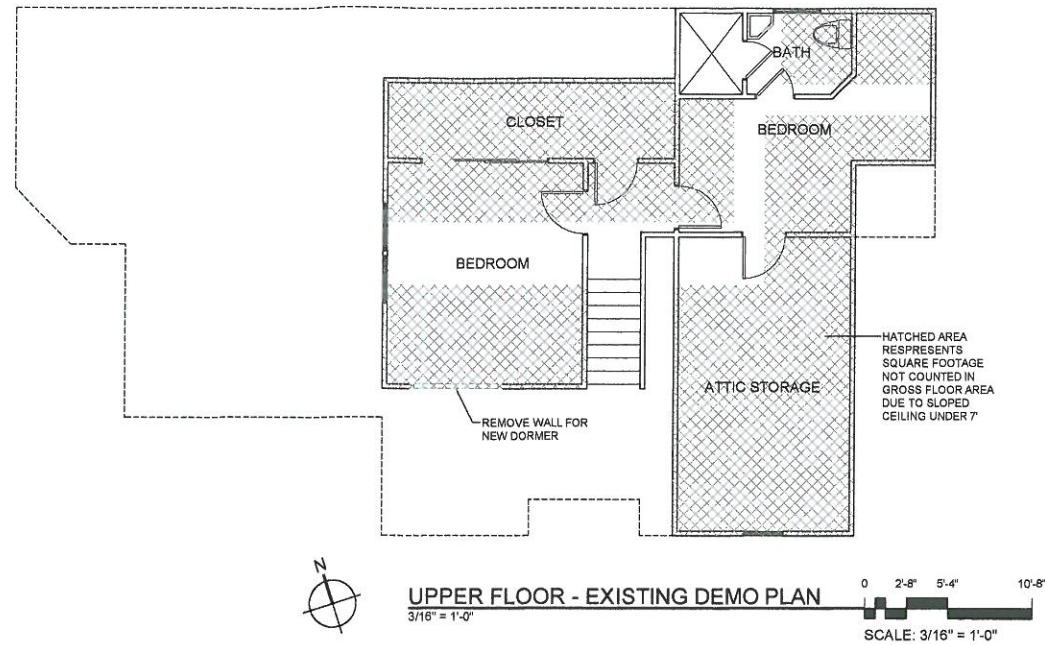 BATH
CLOSET
BEDROOM
BEDROOM
HATCHED AREA
RESPRESENTS
SQUARE FOOTAGE
NOT COUNTED IN
GROSS FLOOR AREA
DUE TO SLOPED
CEILING UNDER 7'
ATTIC STORAGE
REMOVE WALL FOR
NEW DORMER
N
UPPER FLOOR - EXISTING DEMO PLAN
3/16" = 1'-0"
0 2'-8" 5'-4" 10'-8"
SCALE: 3/16" = 1'-0"